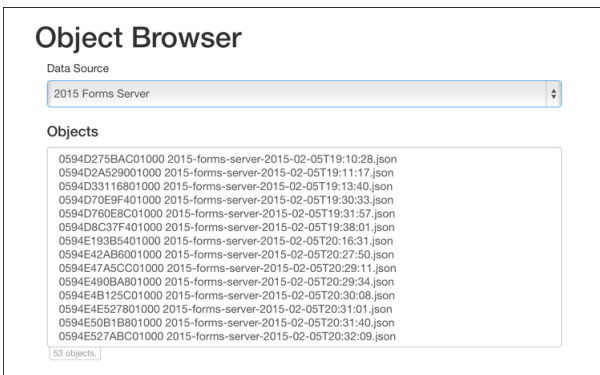 Object Browser
Data Source
2015 Forms Server
Objects
0594D275BAC01000 2015-forms-server-2015-02-05T19:10:28.json
0594D2A529001000 2015-forms-server-2015-02-05T19:11:17.json
0594D33116801000 2015-forms-server-2015-02-05T19:13:40.json
0594D70E9F401000 2015-forms-server-2015-02-05T19:30:33.json
0594D760E8C01000 2015-forms-server-2015-02-05T19:31:57.json
0594D8C37F401000 2015-forms-server-2015-02-05T19:38:01.json
0594E193B5401000 2015-forms-server-2015-02-05T20:16:31.json
0594E42AB6001000 2015-forms-server-2015-02-05T20:27:50.json
0594E47A5CC01000 2015-forms-server-2015-02-05T20:29:11.json
0594E490BA801000 2015-forms-server-2015-02-05T20:29:34.json
0594E4B125C01000 2015-forms-server-2015-02-05T20:30:08.json
0594E4E527801000 2015-forms-server-2015-02-05T20:31:01.json
0594E50B1B801000 2015-forms-server-2015-02-05T20:31:40.json
0594E527ABC01000 2015-forms-server-2015-02-05T20:32:09.json
53 objects.